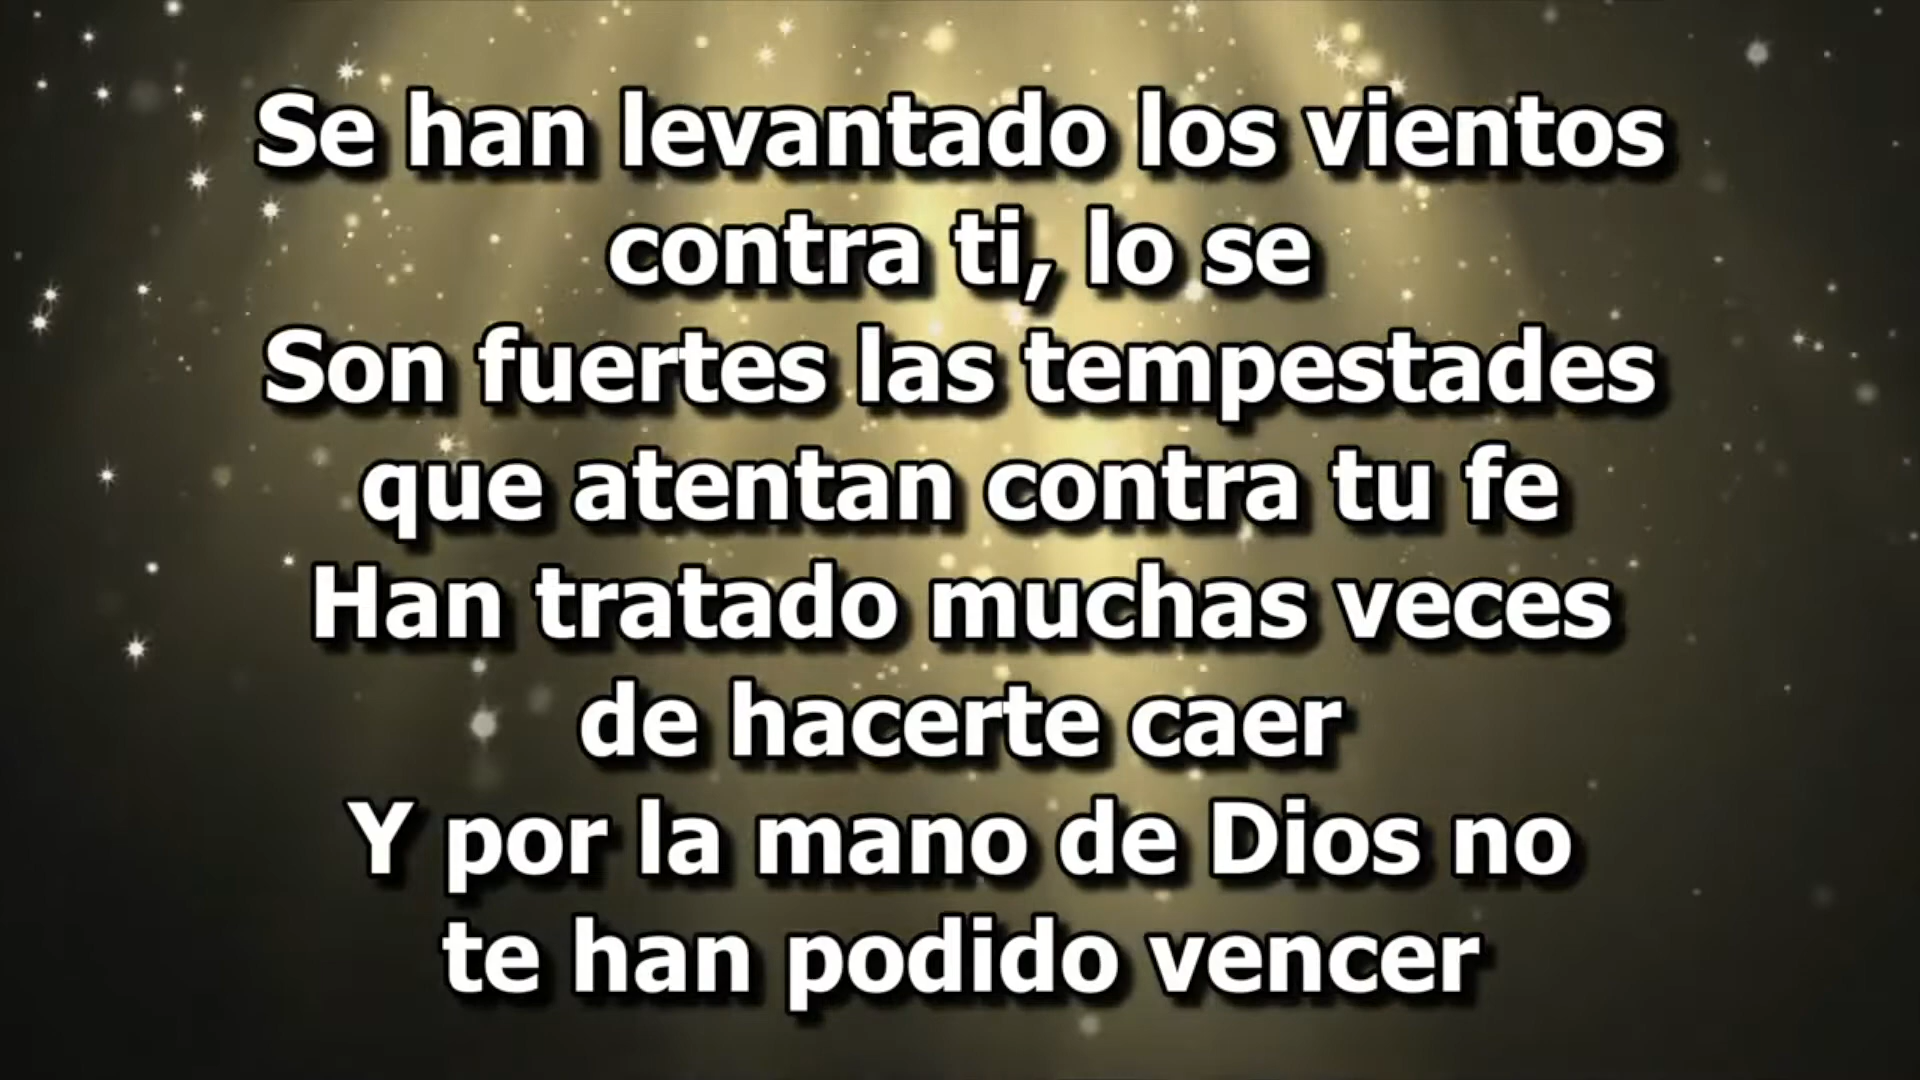 Se han levantado los vientos
contra ti, lo se
Son fuertes las tempestades
que atentan contra tu fe
Han tratado muchas veces
de hacerte caer
Y por la mano de Dios no
te han podido vencer